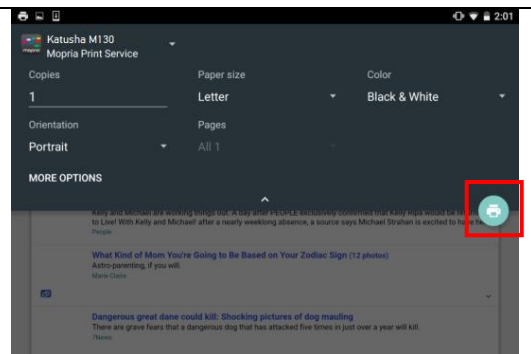 2:01
Katusha M130
mopria Mopria Print Service
Copies Paper size Color
1 Letter Black & White
Orientation Pages
Portrait All 1
MORE OPTIONS
Kelly and Michael are working things out. A day after PEOPLE exclusively confirmed that Kelly Ripa would be
to Live! With Kelly and Michael! after a nearly weeklong absence, a source says Michael Strahan is excited to
People
What Kind of Mom You're Going to Be Based on Your Zodiac Sign (12 photos)
Astro-parenting, if you will.
Marie Claire
Dangerous great dane could kill: Shocking pictures of dog mauling
There are grave fears that a dangerous dog that has attacked five times in just over a year will kill.
7News